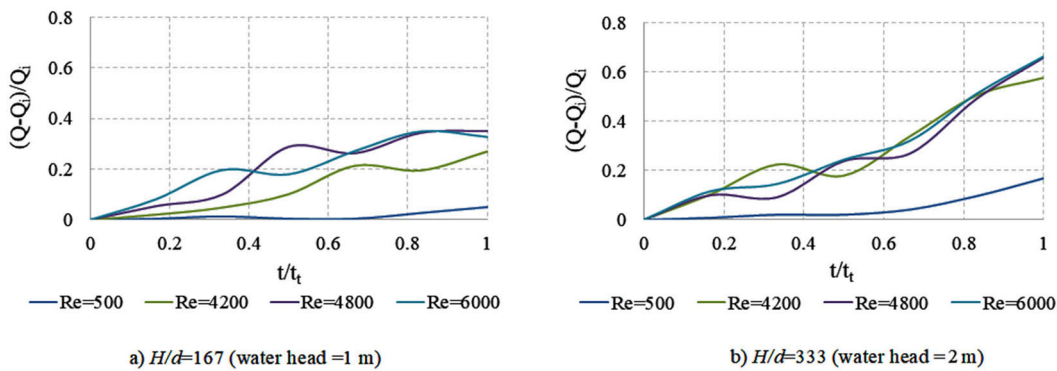 (Q-Qi)/Qi
0.8
0.6
0.4
0.2
0
0 0.2 0.4 0.6 0.8 1
t/tt
Re=500 Re=4200 Re=4800 Re=6000
a) H/d=167 (water head =1 m)
(Q-Qi)/Qi
0.8
0.6
0.4
0.2
0
0 0.2 0.4 0.6 0.8 1
t/tt
Re=500 Re=4200 Re=4800 Re=6000
b) H/d=333 (water head = 2 m)